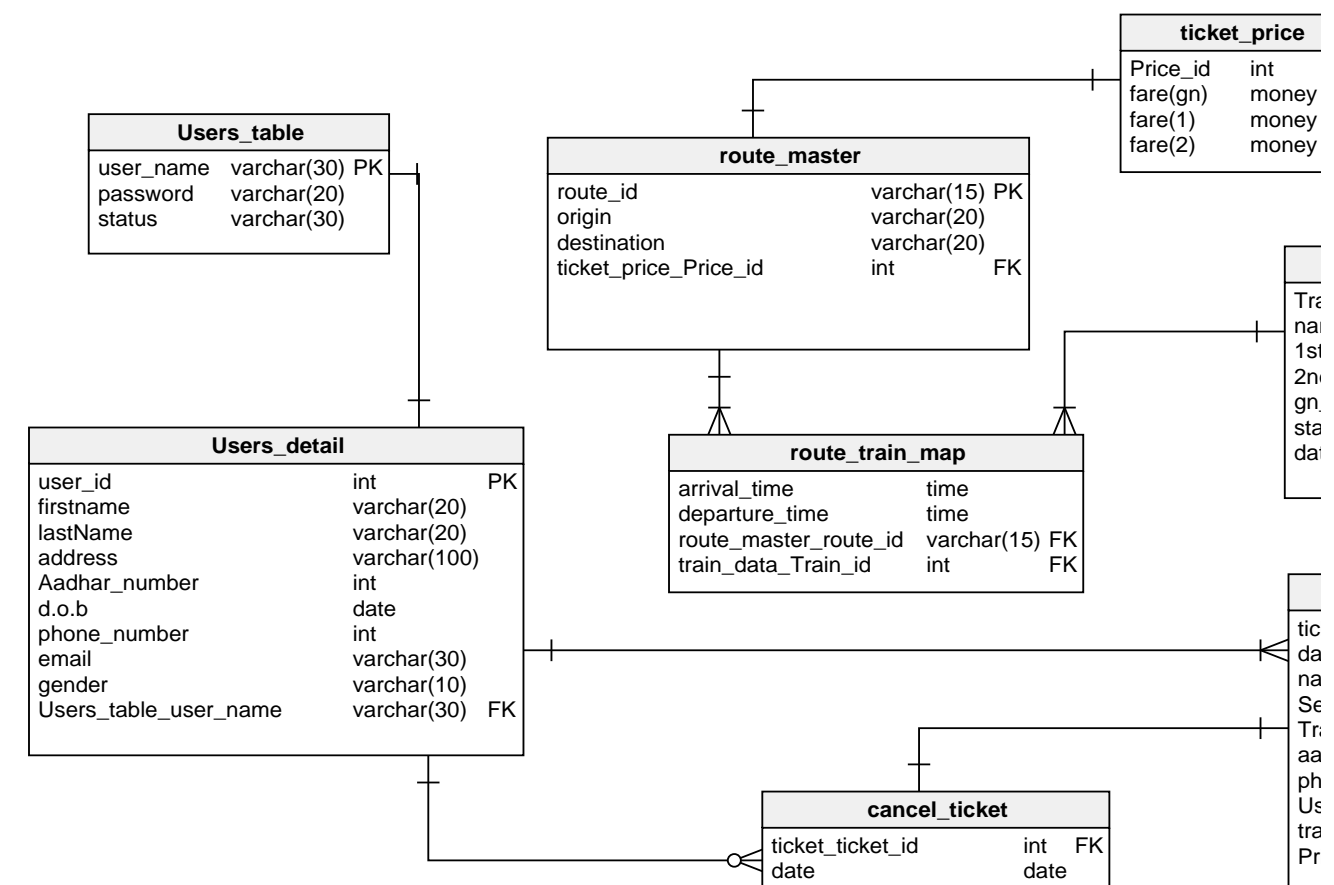 ticket_price
Price_id int
fare(gn) money
fare(1) money
fare(2) money
Users_table
user_name varchar(30) PK
password varchar(20)
status varchar(30)
route_master
route_id varchar(15) PK
origin varchar(20)
destination varchar(20)
ticket_price_Price_id int FK
Users_detail
user_id int PK
firstname varchar(20)
lastName varchar(20)
address varchar(100)
Aadhar_number int
d.o.b date
phone_number int
email varchar(30)
gender varchar(10)
Users_table_user_name varchar(30) FK
route_train_map
arrival_time time
departure_time time
route_master_route_id varchar(15) FK
train_data_Train_id int FK
cancel_ticket
ticket_ticket_id int FK
date date